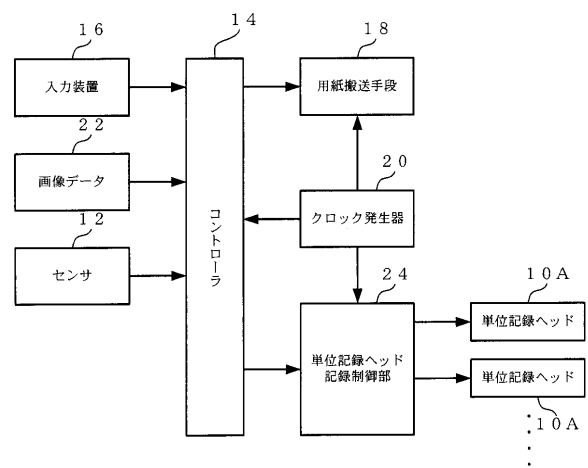 16
入力装置
22
画像データ
12
センサ
14
コントローラ
18
用紙搬送手段
20
クロック発生器
24
単位記録ヘッド
記録制御部
10A
単位記録ヘッド
単位記録ヘッド
10A